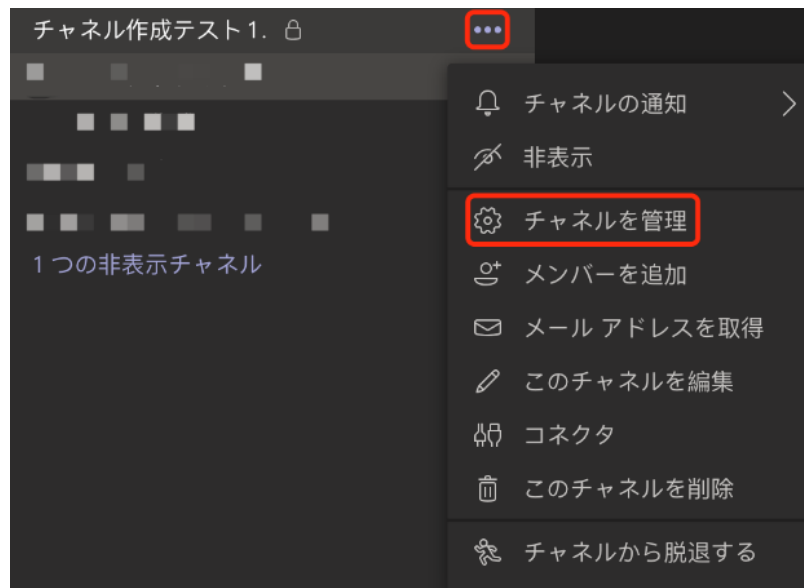 チャネル作成テスト1.
チャネルの通知
非表示
チャネルを管理
1つの非表示チャネル
メンバーを追加
メール アドレスを取得
このチャネルを編集
コネクタ
このチャネルを削除
チャネルから脱退する